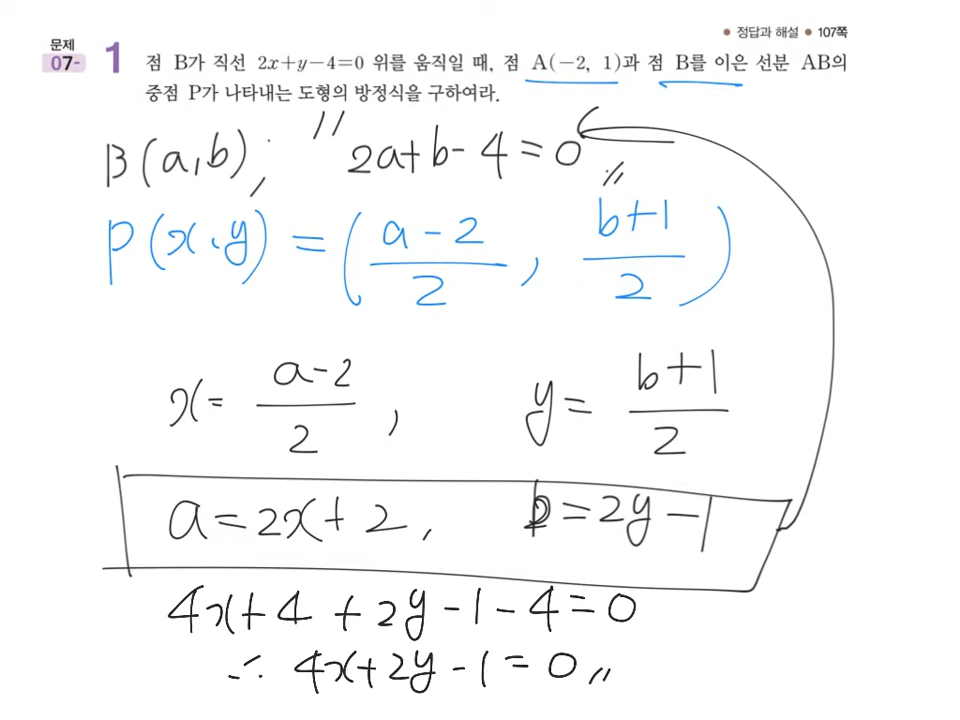 ● 정답과 해설 ● 107쪽
문제
07- 1 점 B가 직선 2x+y-4=0 위를 움직일 때, 점 A(-2, 1)과 점 B를 이은 선분 AB의
중점 P가 나타내는 도형의 방정식을 구하여라.
B(a,b); 2a+b-4=0
P(x,y) = ( (a-2)/2 , (b+1)/2 )
x= (a-2)/2 , y= (b+1)/2
a=2x+2, b=2y-1
4x+4+2y-1-4=0
∴ 4x+2y-1=0